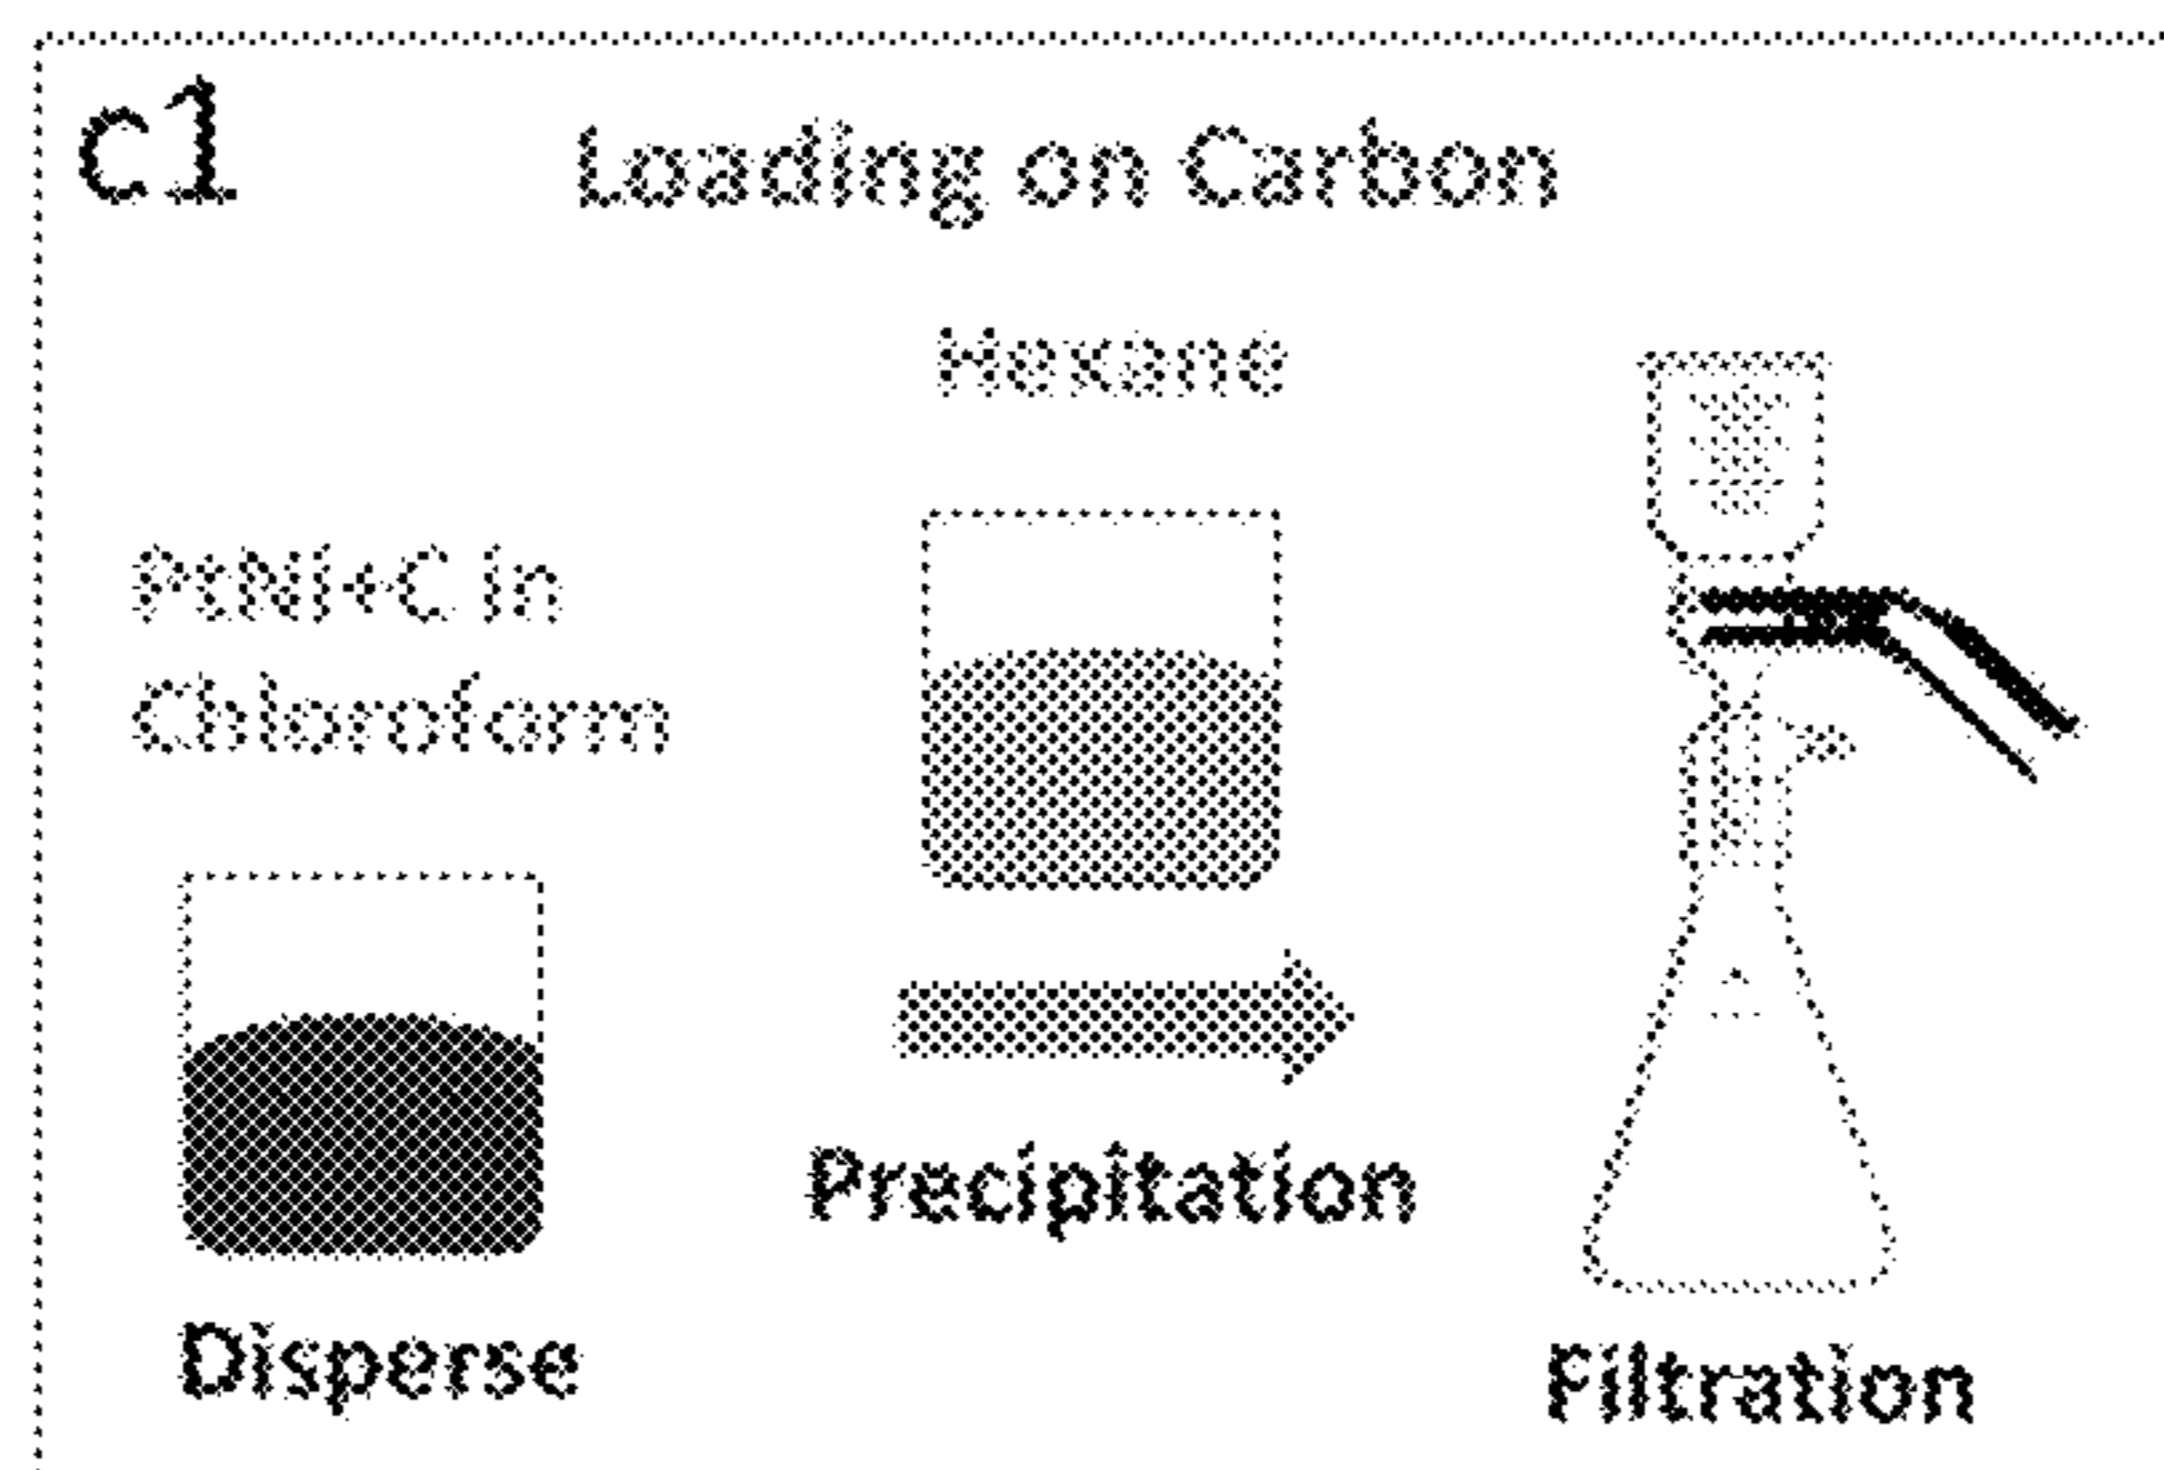 c1
Loading on Carbon
Hexane
PtNi+C in
Chloroform
Precipitation
Disperse
Filtration